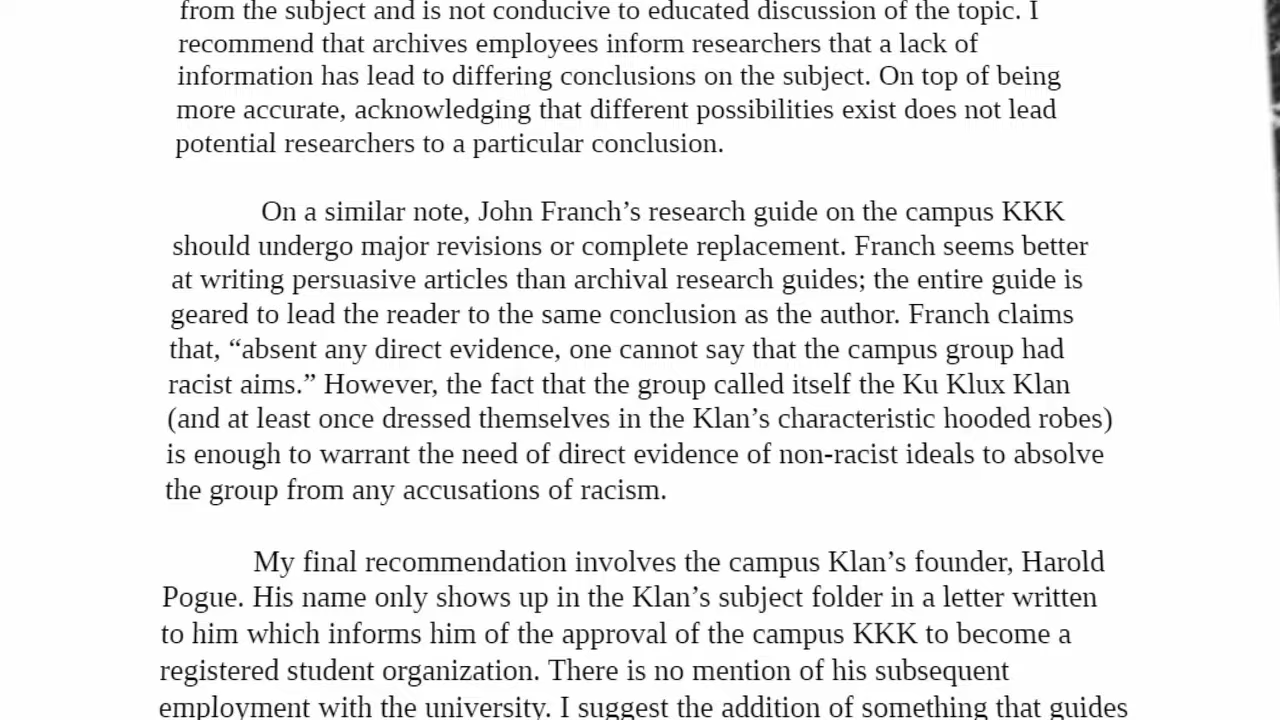 from the subject and is not conducive to educated discussion of the topic. I
recommend that archives employees inform researchers that a lack of
information has lead to differing conclusions on the subject. On top of being
more accurate, acknowledging that different possibilities exist does not lead
potential researchers to a particular conclusion.
On a similar note, John Franch’s research guide on the campus KKK
should undergo major revisions or complete replacement. Franch seems better
at writing persuasive articles than archival research guides; the entire guide is
geared to lead the reader to the same conclusion as the author. Franch claims
that, “absent any direct evidence, one cannot say that the campus group had
racist aims.” However, the fact that the group called itself the Ku Klux Klan
(and at least once dressed themselves in the Klan’s characteristic hooded robes)
is enough to warrant the need of direct evidence of non-racist ideals to absolve
the group from any accusations of racism.
My final recommendation involves the campus Klan’s founder, Harold
Pogue. His name only shows up in the Klan’s subject folder in a letter written
to him which informs him of the approval of the campus KKK to become a
registered student organization. There is no mention of his subsequent
employment with the university. I suggest the addition of something that guides